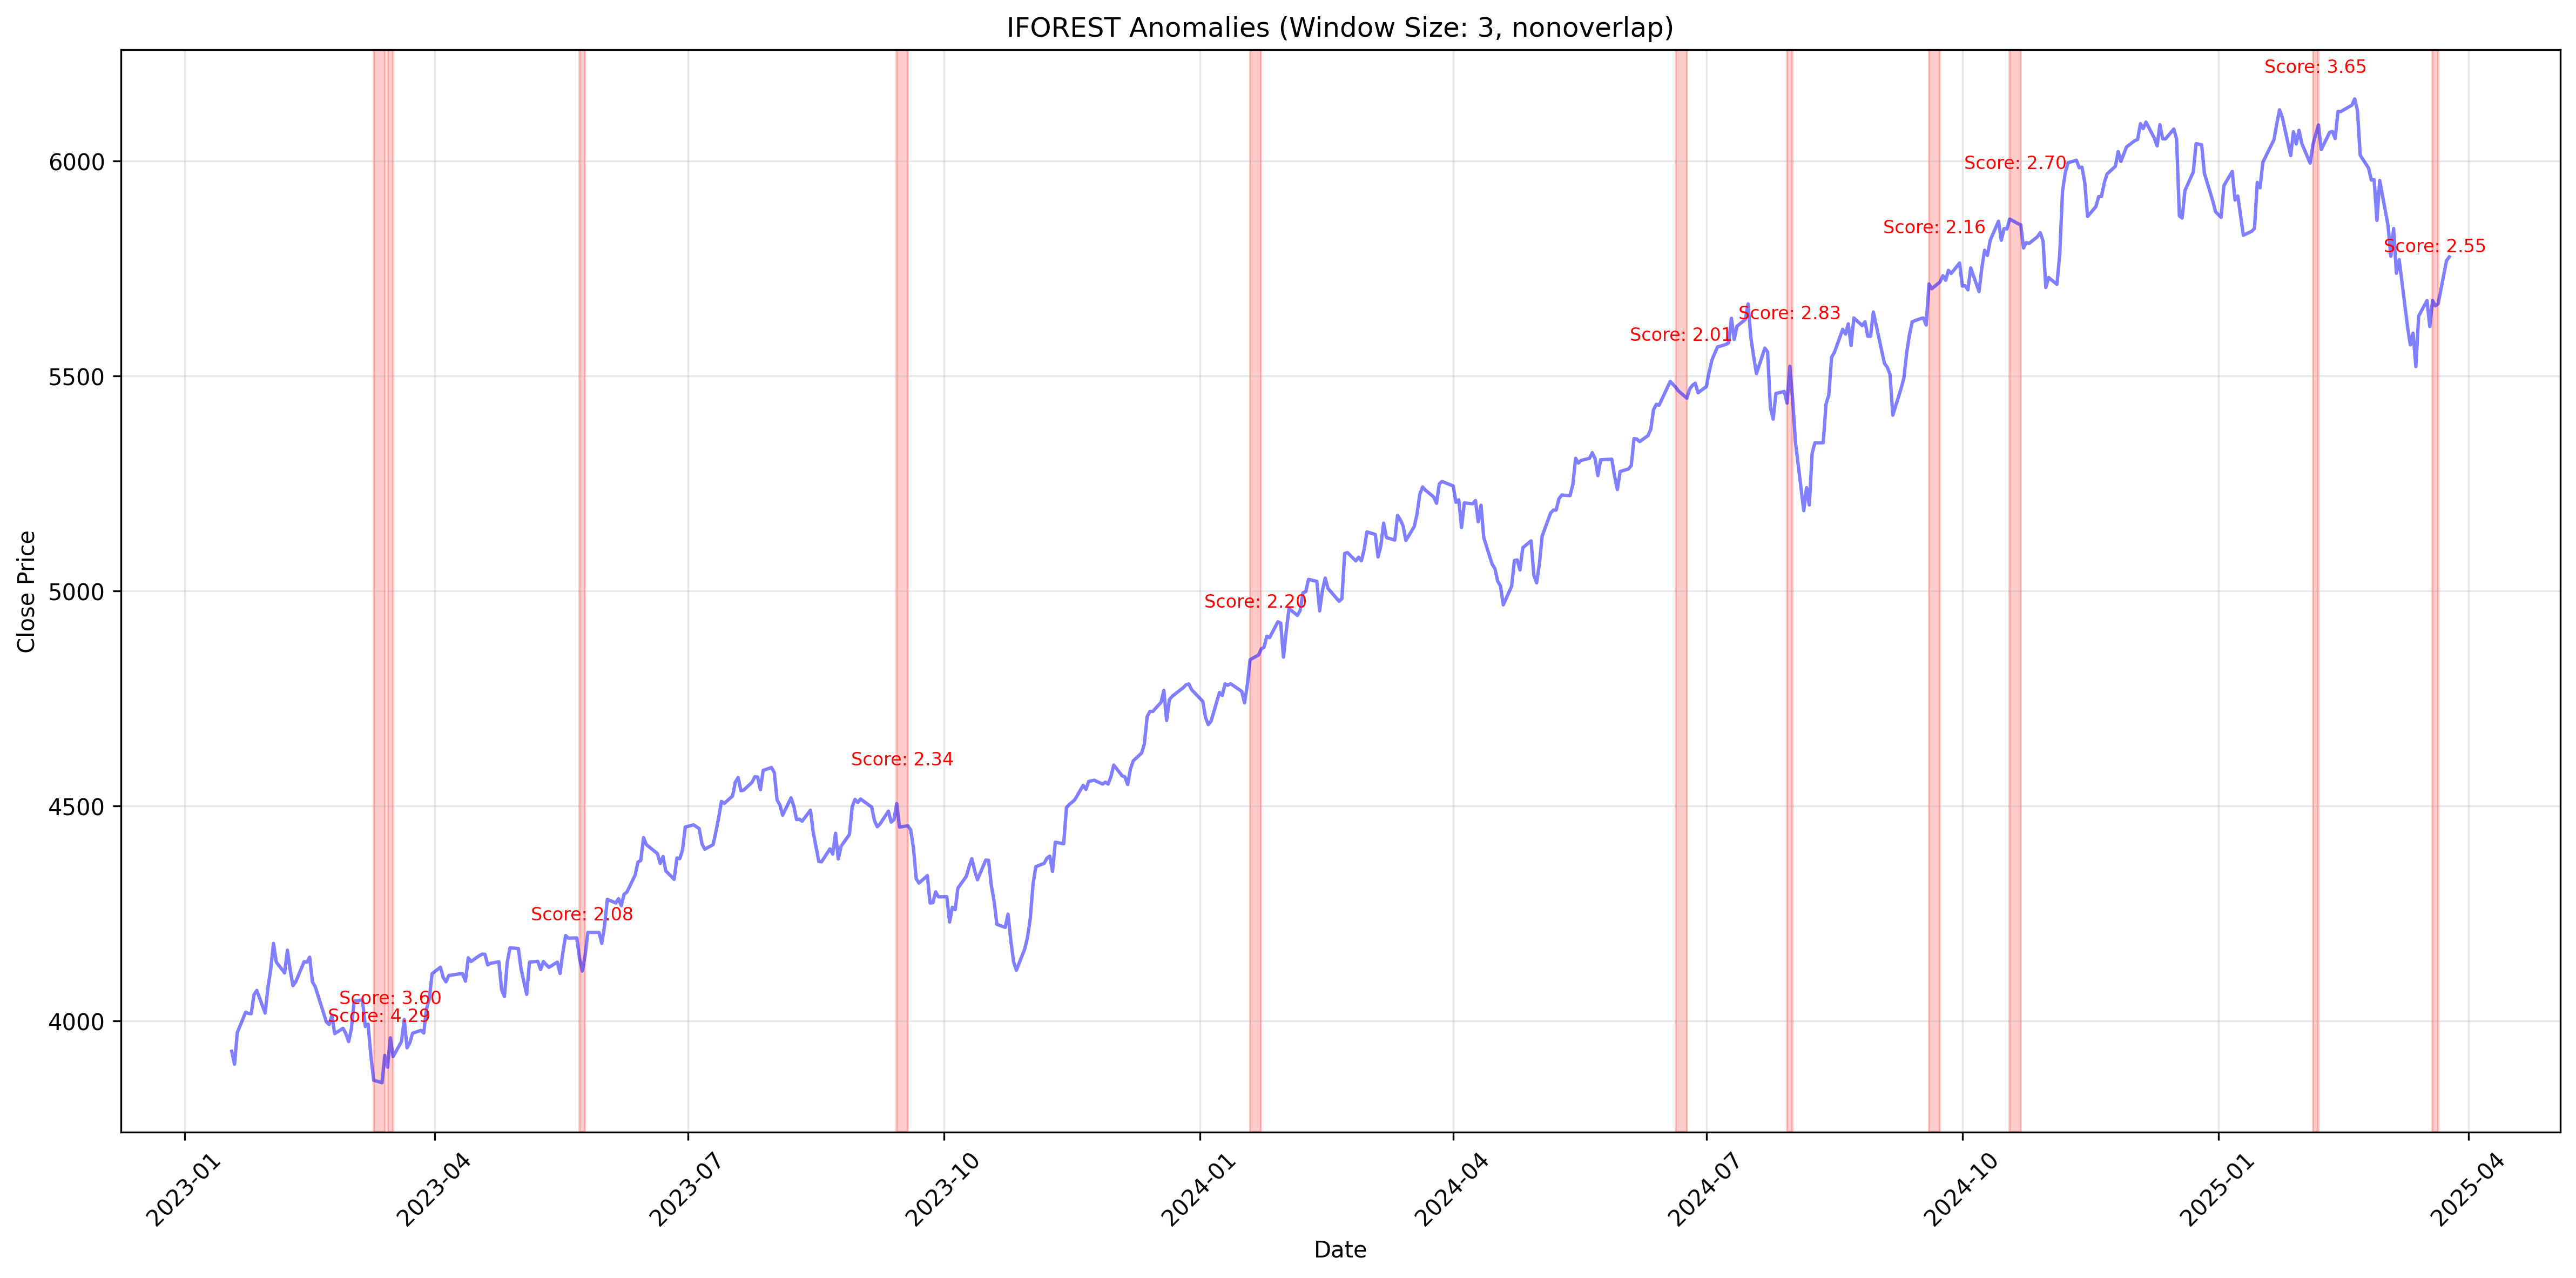 IFOREST Anomalies (Window Size: 3, nonoverlap)
Score: 3.65
6000
Score: 2.70
Score: 2.16
Score: 2.55
Score: 2.83
Score: 2.01
5500
5000
Score: 2.20
Close Price
Score: 2.34
4500
Score: 2.08
Score: 3.60
Score: 4.29
4000
2023-01
2023-04
2023-07
2023-10
2024-01
2024-04
2024-07
2024-10
2025-01
2025-04
Date